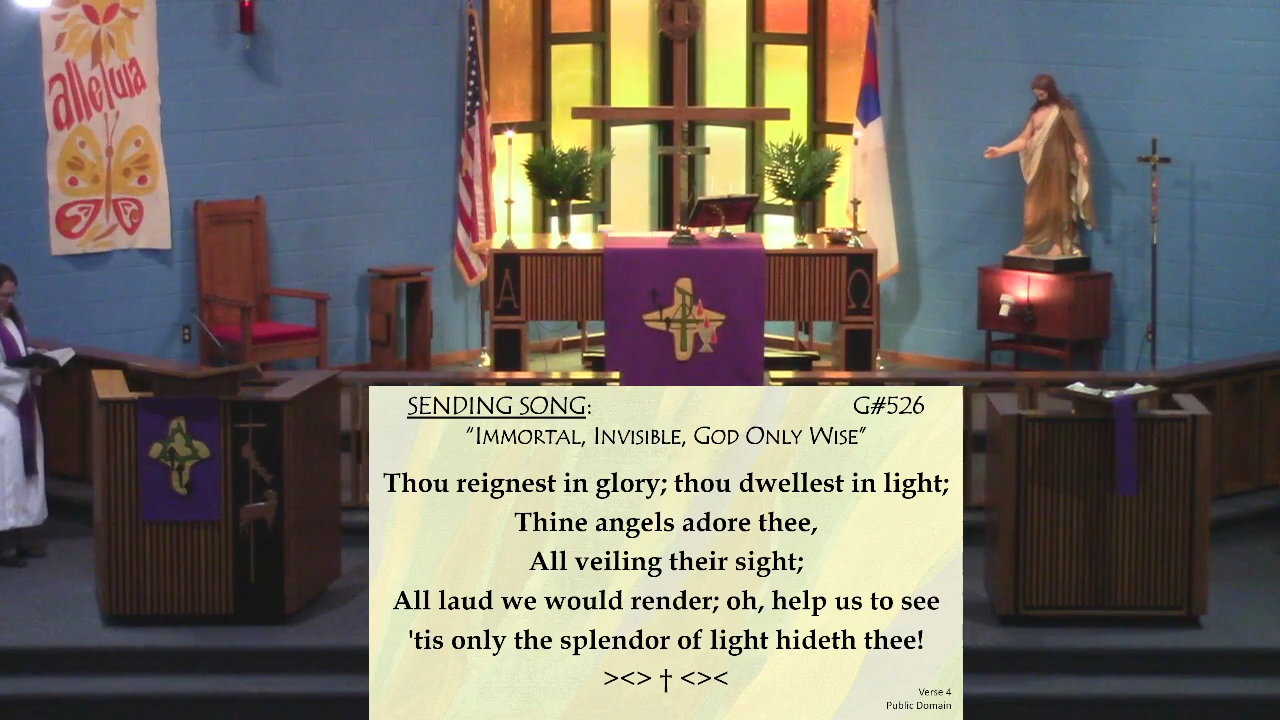 alleluia
Α
Ω
SENDING SONG: G#526
"IMMORTAL, INVISIBLE, GOD ONLY WISE"
Thou reignest in glory; thou dwellest in light;
Thine angels adore thee,
All veiling their sight;
All laud we would render; oh, help us to see
'tis only the splendor of light hideth thee!
><> † <><
Verse 4
Public Domain